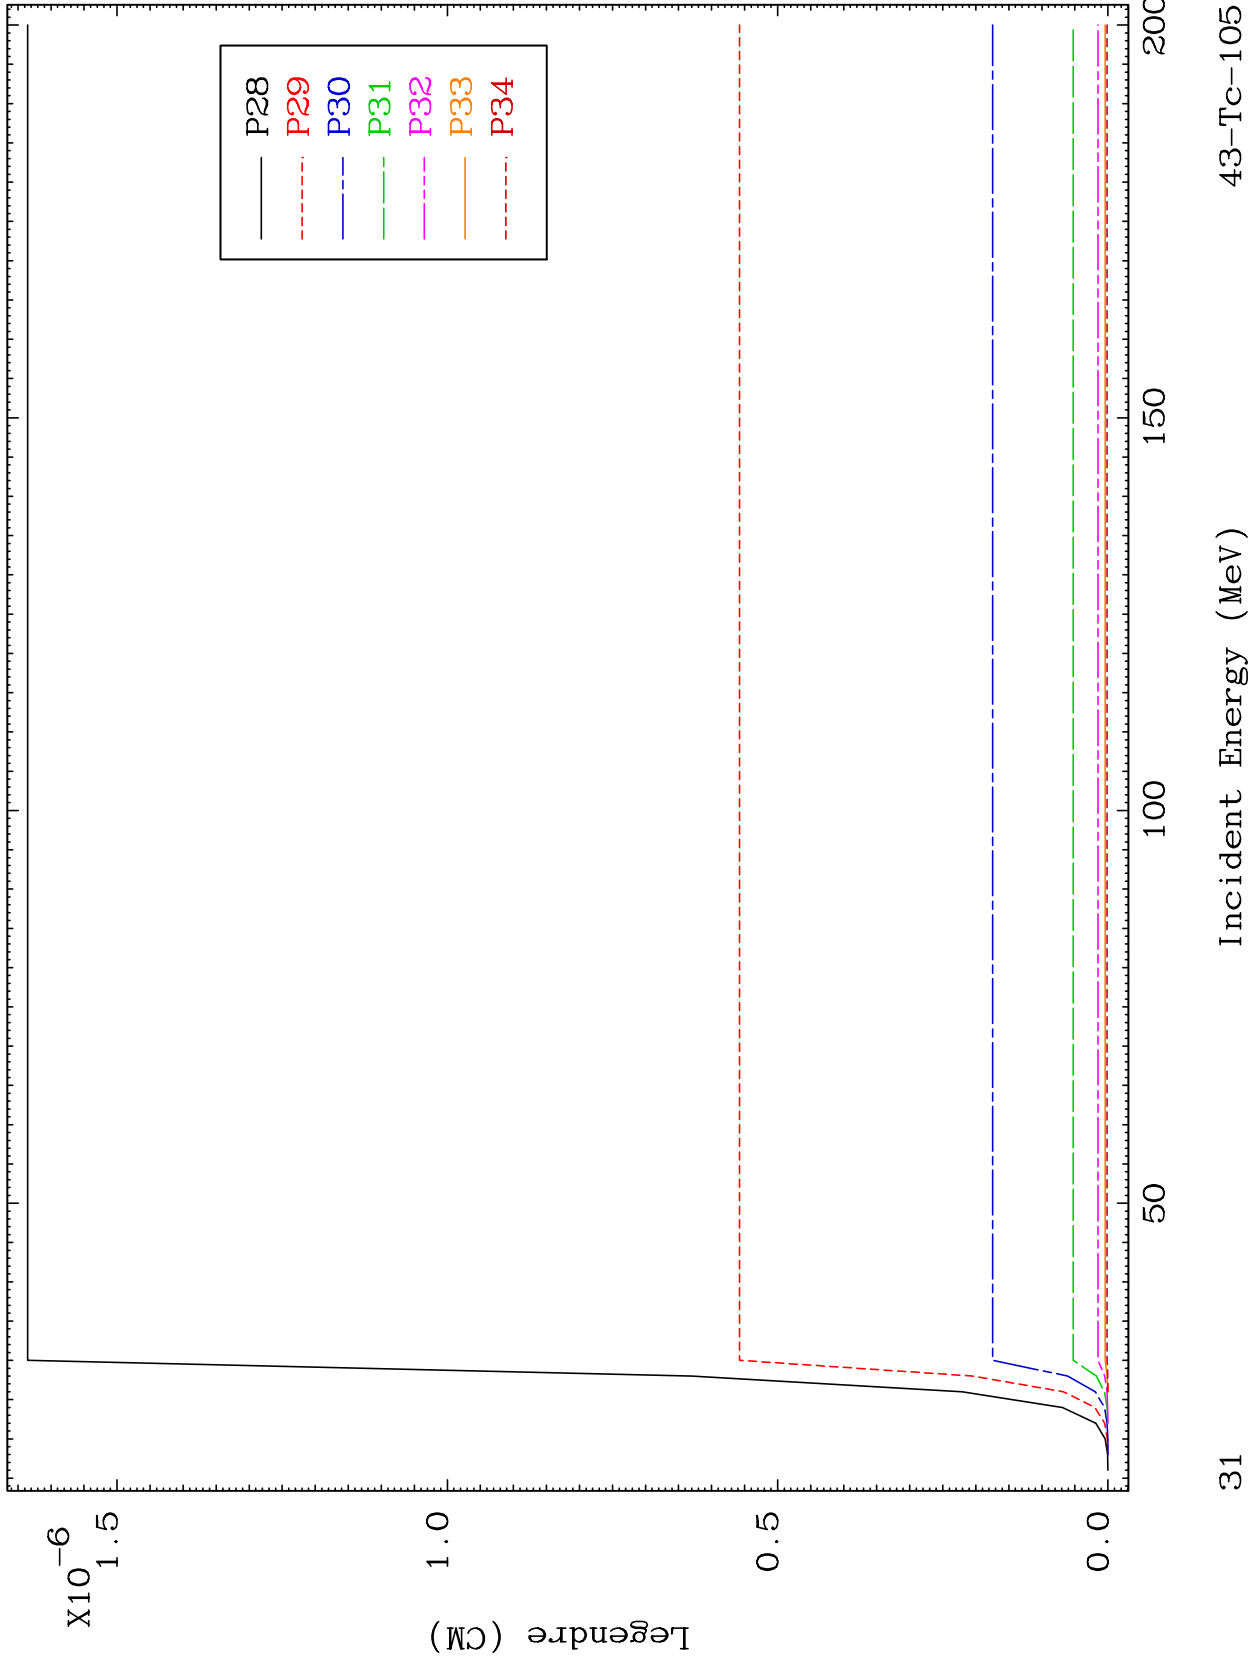 X10-6
1.5
1.0
0.5
0.0
Legendre (CM)
P28
P29
P30
P31
P32
P33
P34
50
100
150
200
Incident Energy (MeV)
31
43-Tc-105